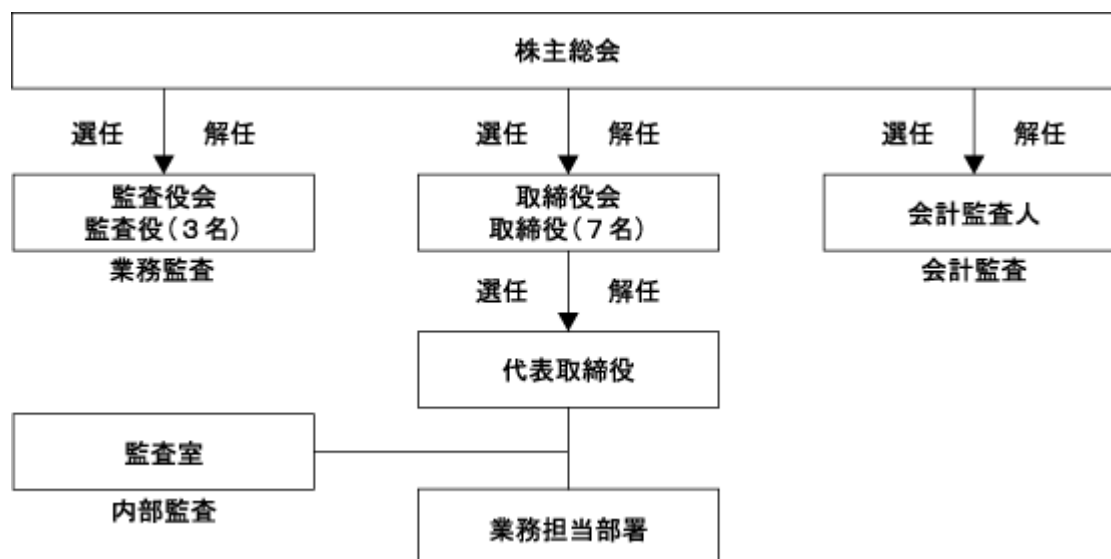 株主総会
選任 解任
選任 解任
選任 解任
監査役会
監査役(3名)
業務監査
取締役会
取締役(7名)
会計監査人
会計監査
選任 解任
代表取締役
監査室
内部監査
業務担当部署